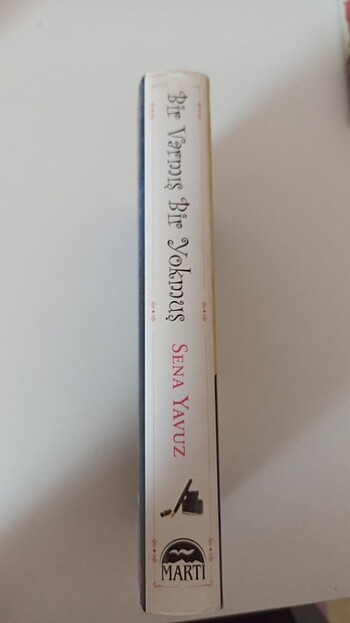 Bir Varmış Bir Yokmuş
SENA YAVUZ
MARTI